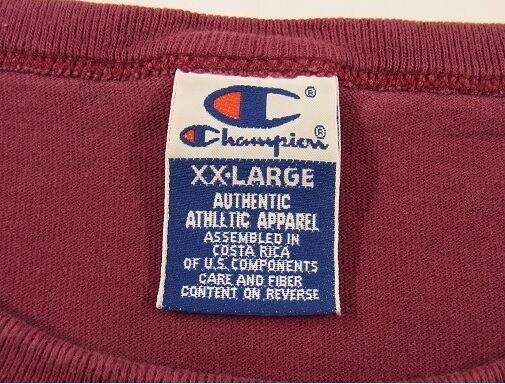 ®
Champion®
XX-LARGE
AUTHENTIC
ATHLETIC APPAREL
ASSEMBLED IN
COSTA RICA
OF U.S. COMPONENTS
CARE AND FIBER
CONTENT ON REVERSE